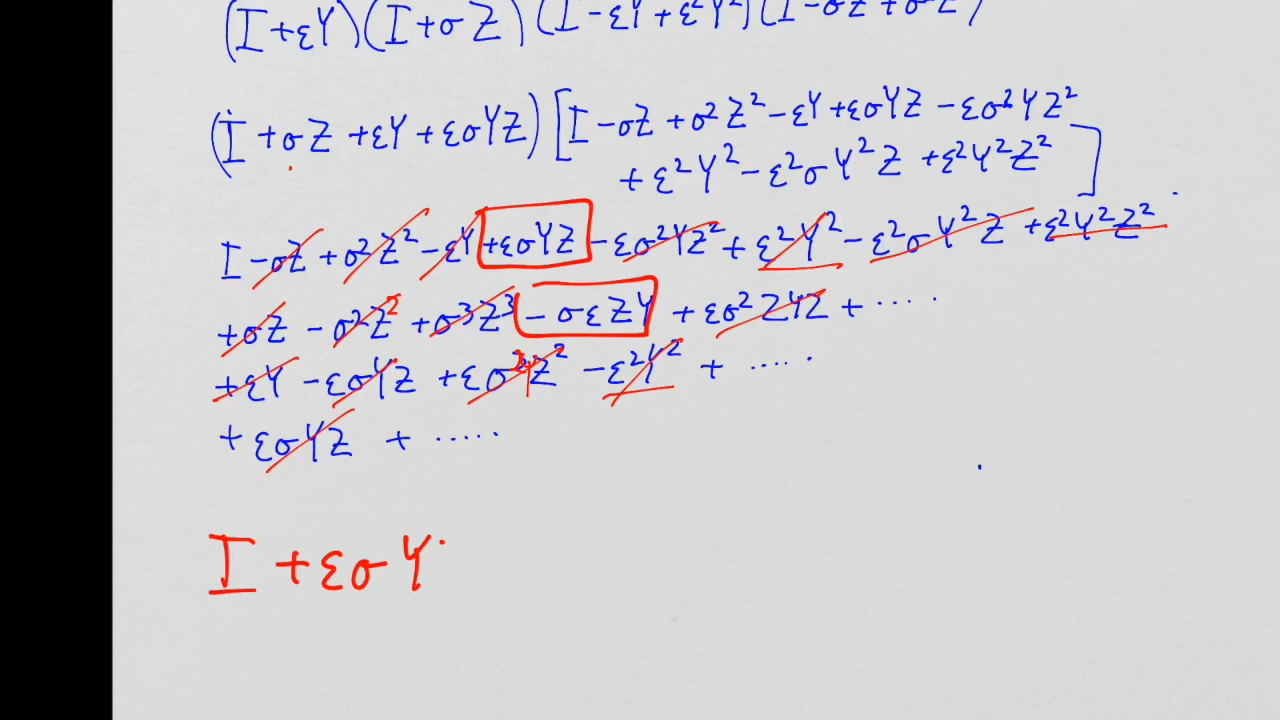 (I + εY)(I + σZ)(I - εY + ε²Y²)(I - σZ + σ²Z²)
(I + σZ + εY + εσYZ)[I - σZ + σ²Z² - εY + εσYZ - εσ²YZ²
+ ε²Y² - ε²σY²Z + ε²Y²Z²]
I - σZ + σ²Z² - εY + εσYZ - εσ²YZ² + ε²Y² - ε²σY²Z + ε²Y²Z²
+ σZ - σ²Z² + σ³Z³ - σεZY + εσ²ZYZ + .....
+ εY - εσYZ + εσ²YZ² - ε²Y² + .....
+ εσYZ + .....
I + εσY